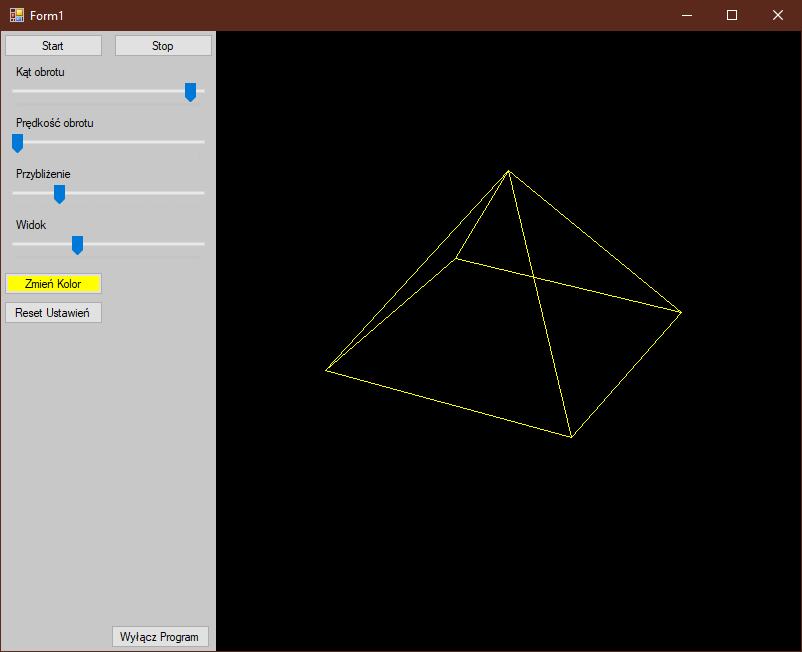 Form1
Start Stop
Kąt obrotu
Prędkość obrotu
Przybliżenie
Widok
Zmień Kolor
Reset Ustawień
Wyłącz Program